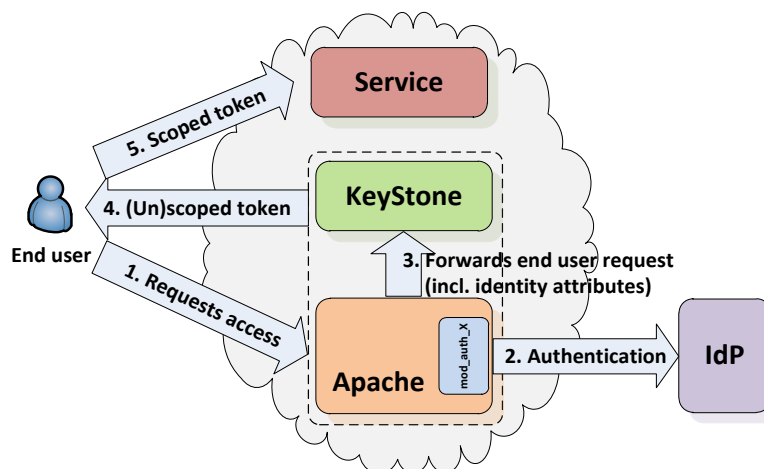 Service
5. Scoped token
KeyStone
4. (Un)scoped token
End user
3. Forwards end user request
(incl. identity attributes)
1. Requests access
mod_auth_X
2. Authentication
IdP
Apache